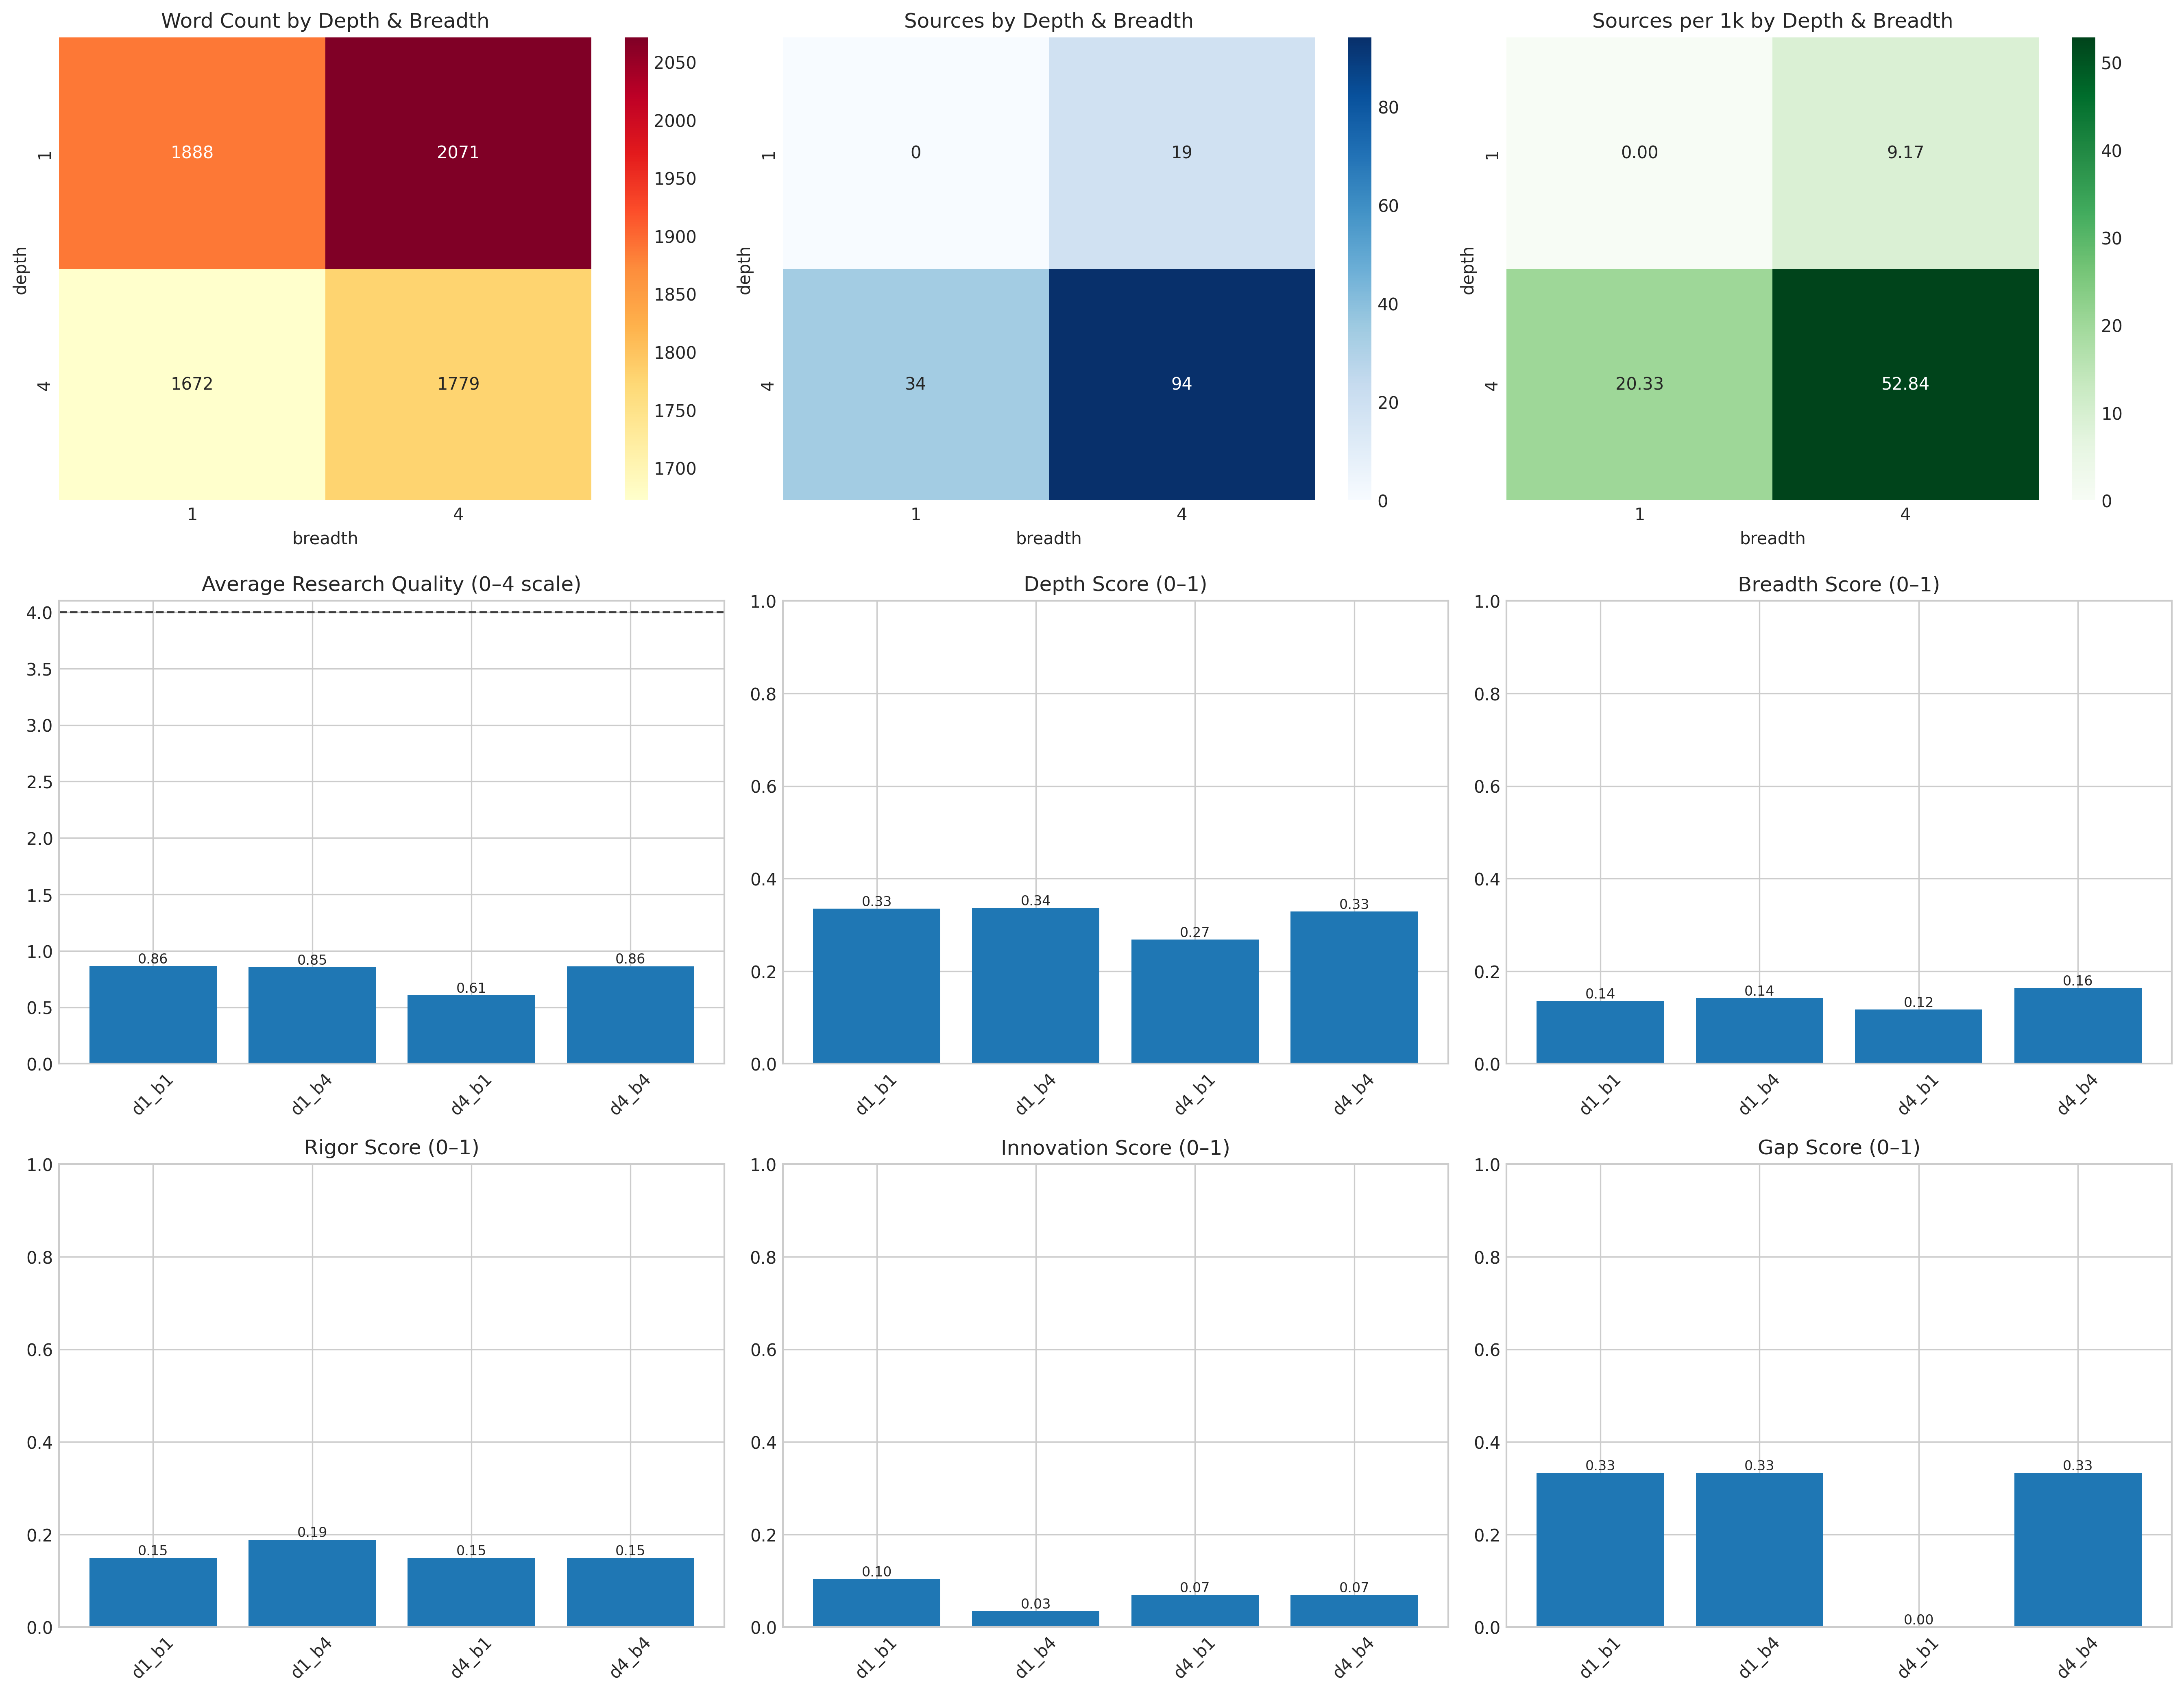 Word Count by Depth & Breadth
1888
2071
1672
1779
1
4
depth
1
4
breadth
2050
2000
1950
1900
1850
1800
1750
1700
Sources by Depth & Breadth
0
19
34
94
1
4
depth
1
4
breadth
80
60
40
20
0
Sources per 1k by Depth & Breadth
0.00
9.17
20.33
52.84
1
4
depth
1
4
breadth
50
40
30
20
10
0
Average Research Quality (0–4 scale)
4.0
3.5
3.0
2.5
2.0
1.5
1.0
0.5
0.0
0.86
0.85
0.61
0.86
d1_b1
d1_b4
d4_b1
d4_b4
Depth Score (0–1)
1.0
0.8
0.6
0.4
0.2
0.0
0.33
0.34
0.27
0.33
d1_b1
d1_b4
d4_b1
d4_b4
Breadth Score (0–1)
1.0
0.8
0.6
0.4
0.2
0.0
0.14
0.14
0.12
0.16
d1_b1
d1_b4
d4_b1
d4_b4
Rigor Score (0–1)
1.0
0.8
0.6
0.4
0.2
0.0
0.15
0.19
0.15
0.15
d1_b1
d1_b4
d4_b1
d4_b4
Innovation Score (0–1)
1.0
0.8
0.6
0.4
0.2
0.0
0.10
0.03
0.07
0.07
d1_b1
d1_b4
d4_b1
d4_b4
Gap Score (0–1)
1.0
0.8
0.6
0.4
0.2
0.0
0.33
0.33
0.00
0.33
d1_b1
d1_b4
d4_b1
d4_b4